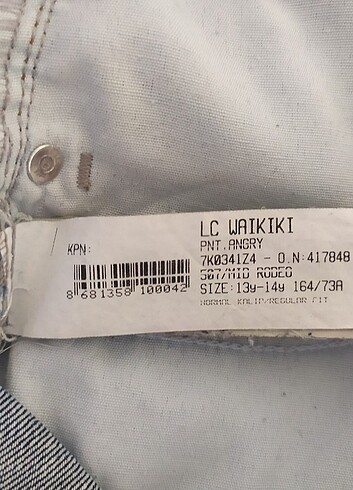 LC WAIKIKI
PNT.ANGRY
KPN:
7K0341Z4 - O.N:417848
507/MID RODEO
SIZE:13y-14y 164/73A
NORMAL KALIP/REGULAR FIT
8 681358 100042